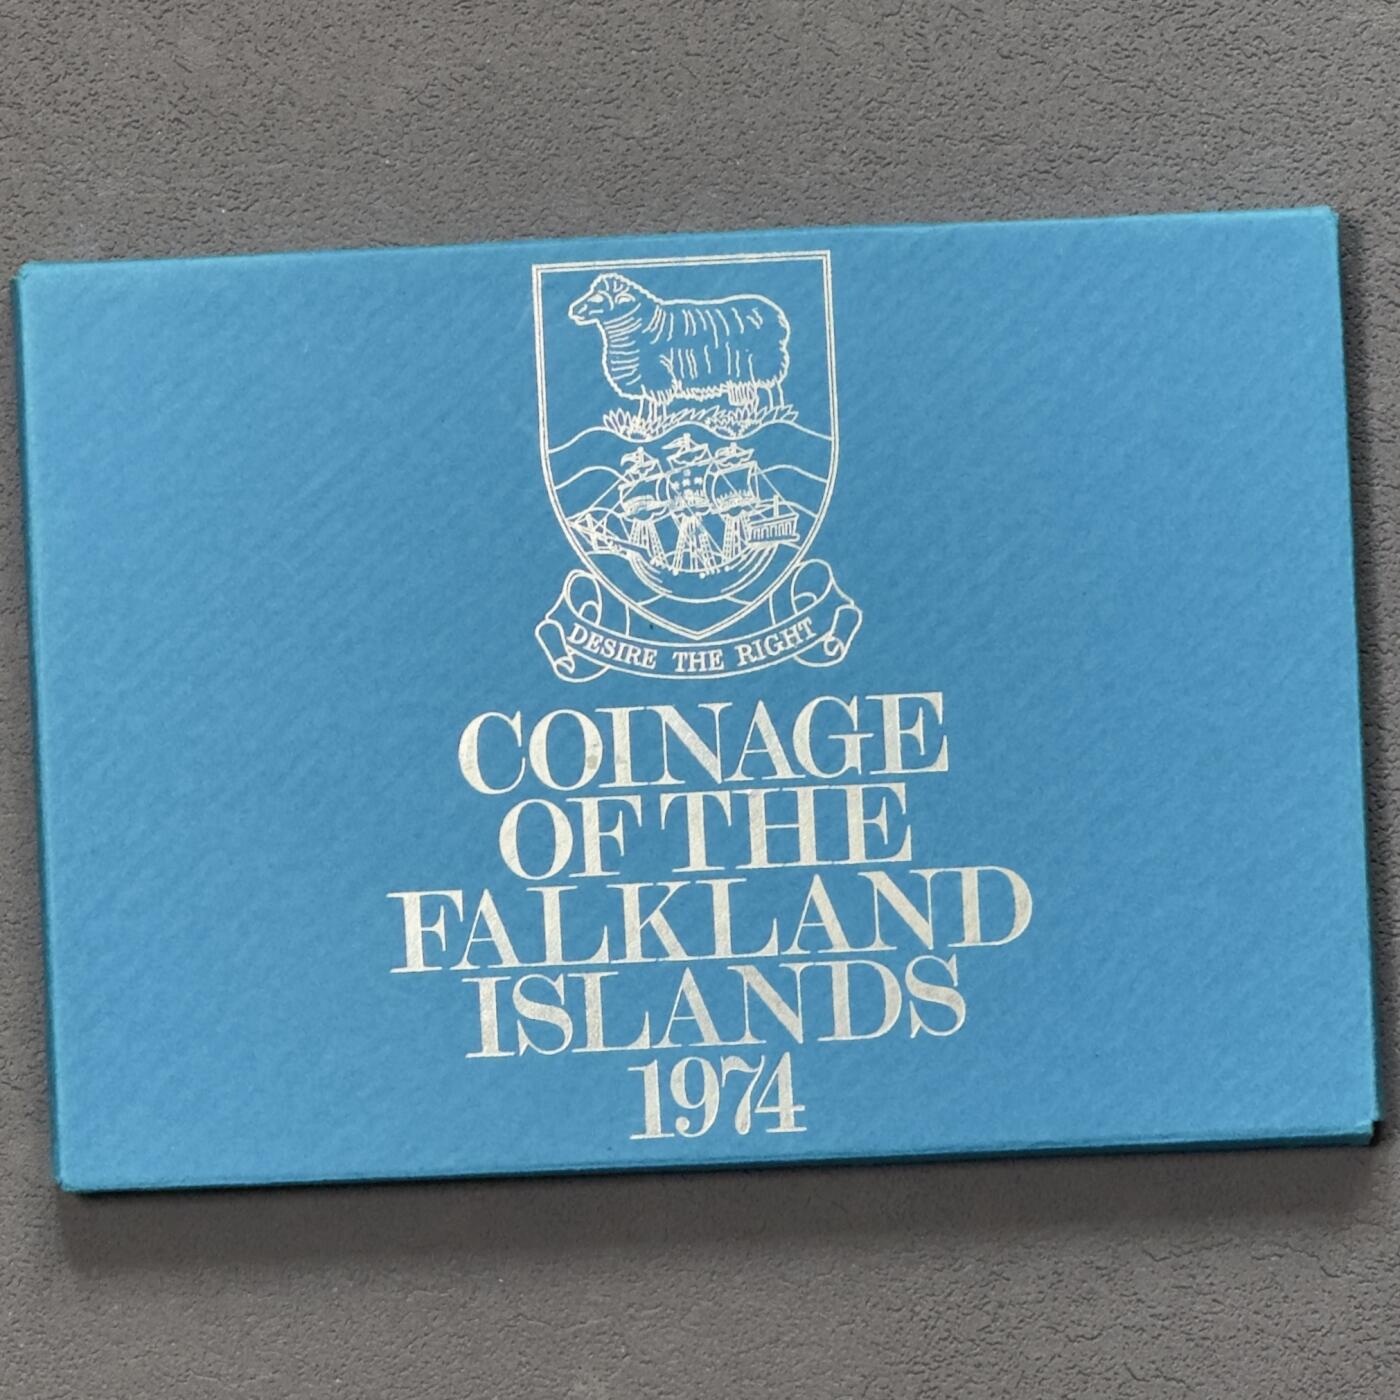 DESIRE THE RIGHT
COINAGE
OF THE
FALKLAND
ISLANDS
1974